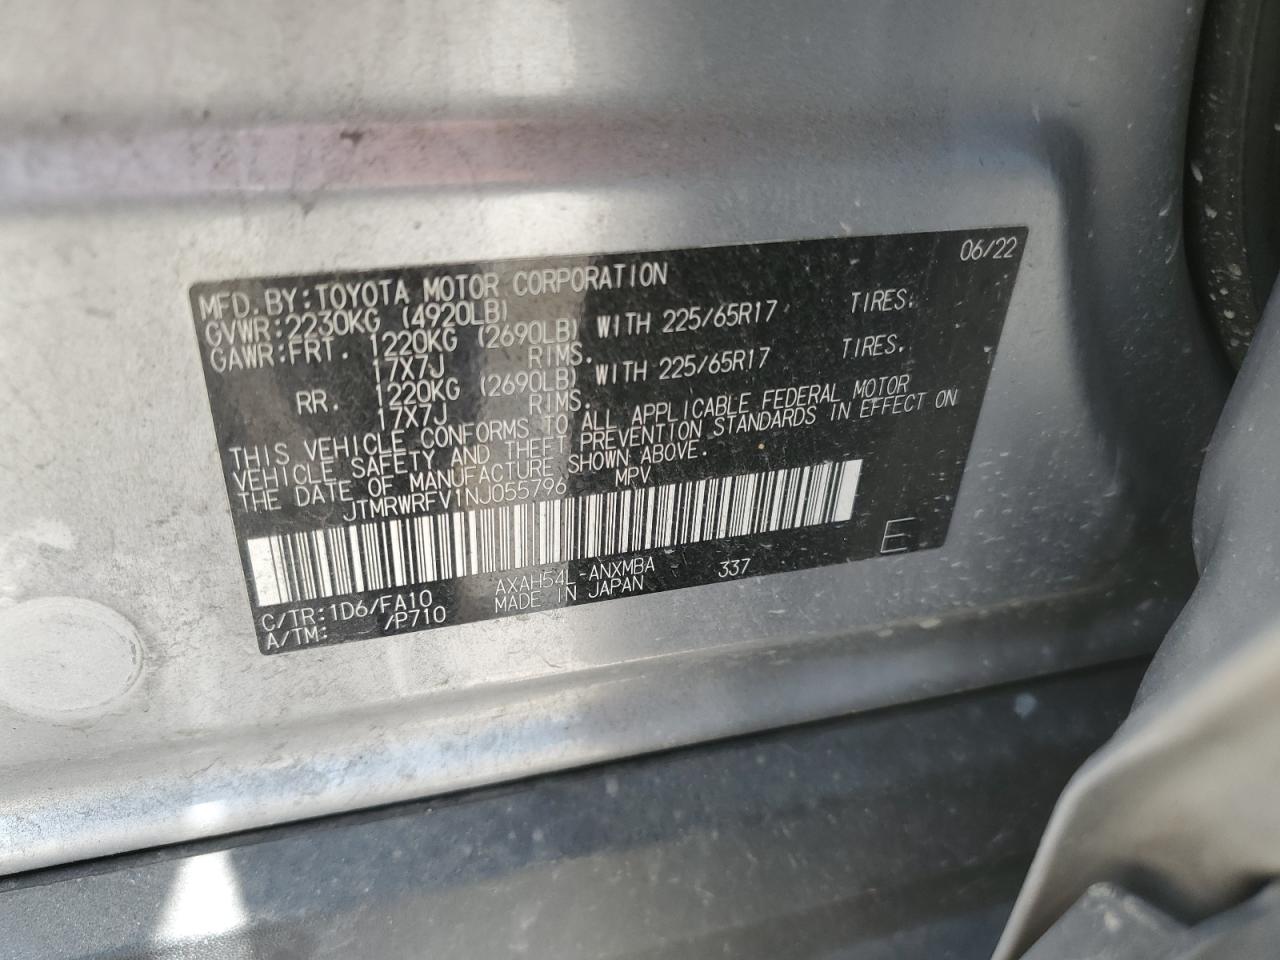 06/22
MFD. BY: TOYOTA MOTOR CORPORATION
GVWR: 2230KG (4920LB)
GAWR: FRT. 1220KG (2690LB) WITH 225/65R17 TIRES,
17X7J RIMS.
RR. 1220KG (2690LB) WITH 225/65R17 TIRES,
17X7J RIMS.
THIS VEHICLE CONFORMS TO ALL APPLICABLE FEDERAL MOTOR
VEHICLE SAFETY AND THEFT PREVENTION STANDARDS IN EFFECT ON
THE DATE OF MANUFACTURE SHOWN ABOVE.
JTMRWRFV1NJ055796 MPV
C/TR: 1D6/FA10 AXAH54L-ANXMBA 337 E
A/TM: /P710 MADE IN JAPAN